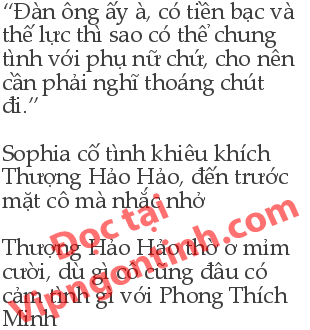 “Đàn ông ấy à, có tiền bạc và
thế lực thì sao có thể chung
tình với phụ nữ chứ, cho nên
cần phải nghĩ thoáng chút
đi.”
Sophia cố tình khiêu khích
Thượng Hảo Hảo, đến trước
mặt cô mà nhắc nhở
Thượng Hảo Hảo thờ ơ mỉm
cười, dù gì cô cũng đâu có
cảm tình gì với Phong Thích
Minh
Đọc tại
Vipngontinh.com